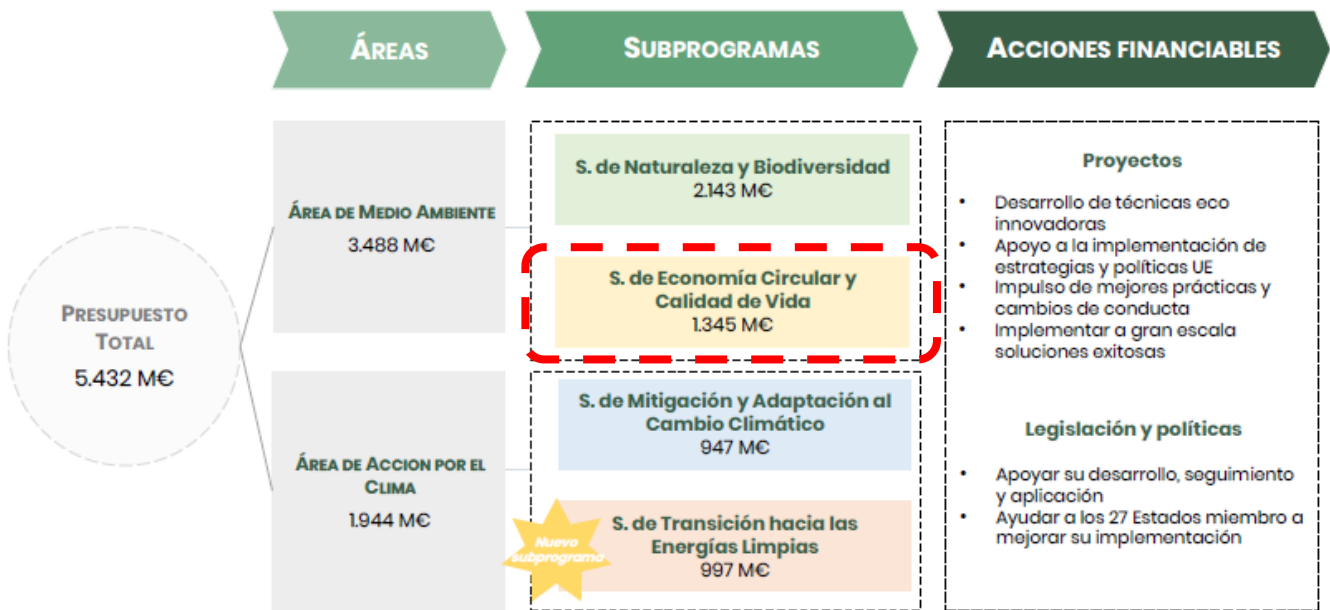 ÁREAS
SUBPROGRAMAS
ACCIONES FINANCIABLES
PRESUPUESTO
TOTAL
5.432 M€
ÁREA DE MEDIO AMBIENTE
3.488 M€
ÁREA DE ACCION POR EL
CLIMA
1.944 M€
S. de Naturaleza y Biodiversidad
2.143 M€
S. de Economía Circular y
Calidad de Vida
1.345 M€
S. de Mitigación y Adaptación al
Cambio Climático
947 M€
Nuevo
subprograma
S. de Transición hacia las
Energías Limpias
997 M€
Proyectos
• Desarrollo de técnicas eco
innovadoras
• Apoyo a la implementación de
estrategias y políticas UE
• Impulso de mejores prácticas y
cambios de conducta
• Implementar a gran escala
soluciones exitosas
Legislación y políticas
• Apoyar su desarrollo, seguimiento
y aplicación
• Ayudar a los 27 Estados miembro a
mejorar su implementación